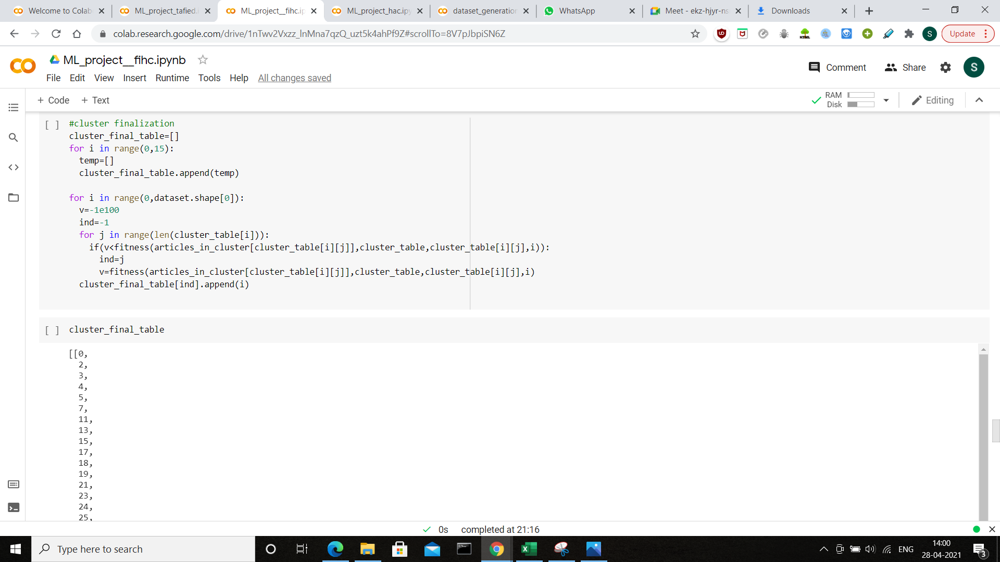 Welcome to Colab
ML_project_tafied.i
ML_project__fihc.ip
ML_project_hac.ipy
dataset_generation
WhatsApp
Meet - ekz-hjyr-ns
Downloads
colab.research.google.com/drive/1nTwv2Vxzz_lnMna7qzQ_uzt5k4ahPf9Z#scrollTo=8V7pJbpiSN6Z
HTML
S
Update
ML_project__fihc.ipynb
File Edit View Insert Runtime Tools Help All changes saved
Comment
Share
S
+ Code + Text
RAM
Disk
Editing
[ ] #cluster finalization
cluster_final_table=[]
for i in range(0,15):
  temp=[]
  cluster_final_table.append(temp)
for i in range(0,dataset.shape[0]):
  v=-1e100
  ind=-1
  for j in range(len(cluster_table[i])):
    if(v<fitness(articles_in_cluster[cluster_table[i][j]],cluster_table,cluster_table[i][j],i)):
      ind=j
      v=fitness(articles_in_cluster[cluster_table[i][j]],cluster_table,cluster_table[i][j],i)
  cluster_final_table[ind].append(i)
[ ] cluster_final_table
[[0,
2,
3,
4,
5,
7,
11,
13,
15,
17,
18,
19,
21,
23,
24,
25,
0s completed at 21:16
Type here to search
ENG
14:00
28-04-2021
3